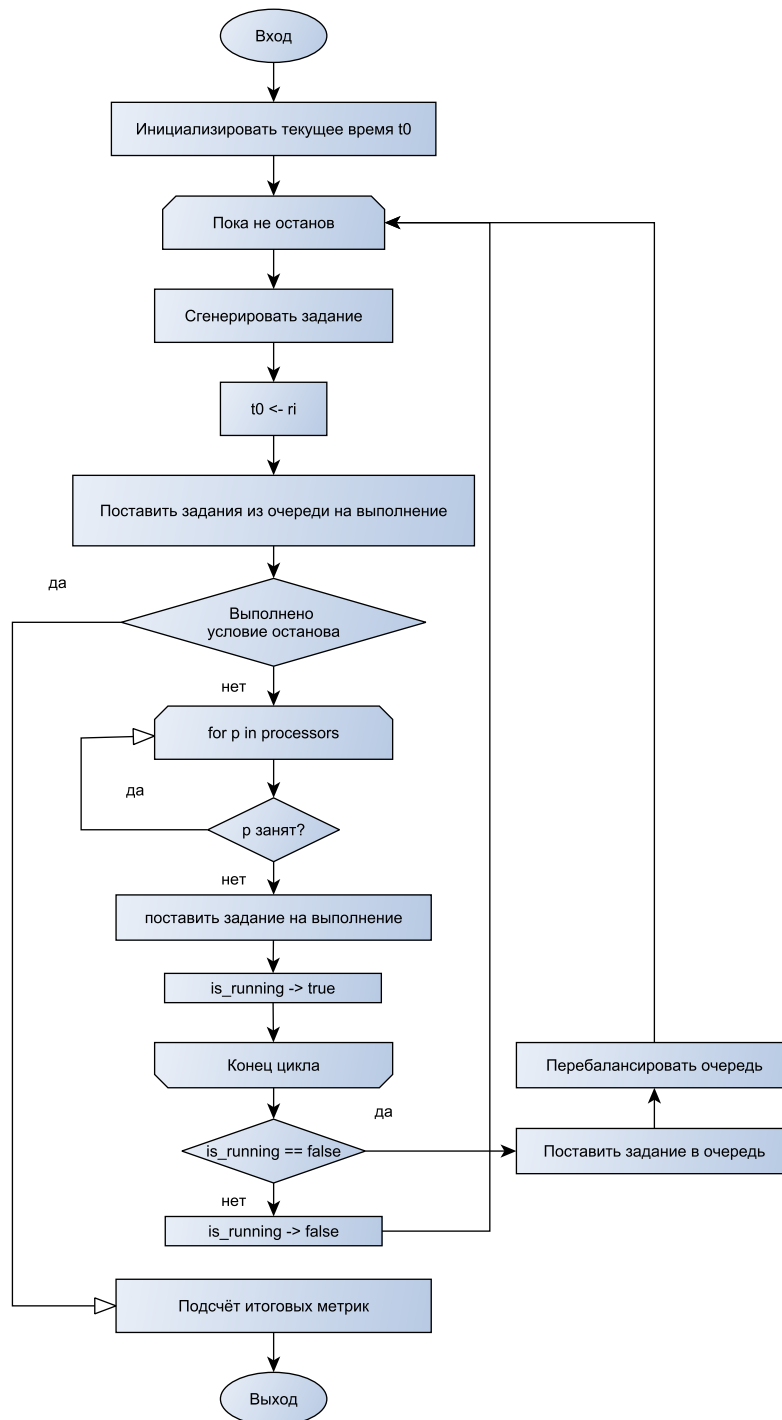 Вход
Инициализировать текущее время t0
Пока не останов
Сгенерировать задание
t0 <- ri
Поставить задания из очереди на выполнение
да
Выполнено
условие останова
нет
for p in processors
да
p занят?
нет
поставить задание на выполнение
is_running -> true
Конец цикла
Перебалансировать очередь
да
is_running == false
Поставить задание в очередь
нет
is_running -> false
Подсчёт итоговых метрик
Выход